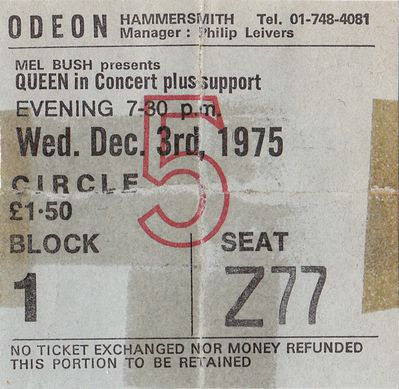 ODEON HAMMERSMITH Tel. 01-748-4081
Manager : Philip Leivers
MEL BUSH presents
QUEEN in Concert plus support
EVENING 7-30 p.m.
Wed. Dec. 3rd, 1975
5
CIRCLE
£1·50
BLOCK SEAT
1 Z77
NO TICKET EXCHANGED NOR MONEY REFUNDED
THIS PORTION TO BE RETAINED